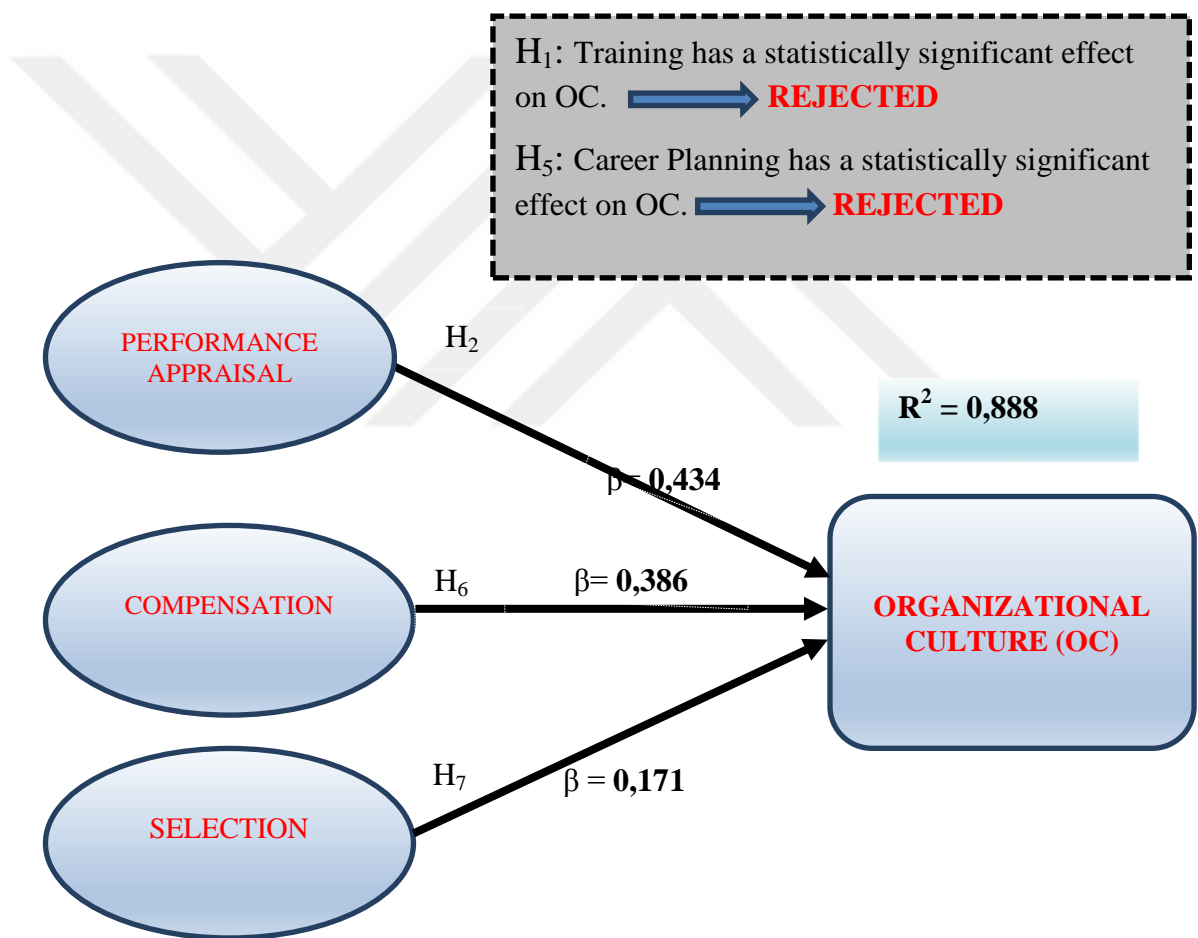 H₁: Training has a statistically significant effect
on OC. REJECTED
H₅: Career Planning has a statistically significant
effect on OC. REJECTED
PERFORMANCE
APPRAISAL
H₂
R² = 0,888
β= 0,434
COMPENSATION
H₆
β= 0,386
ORGANIZATIONAL
CULTURE (OC)
SELECTION
H₇
β = 0,171